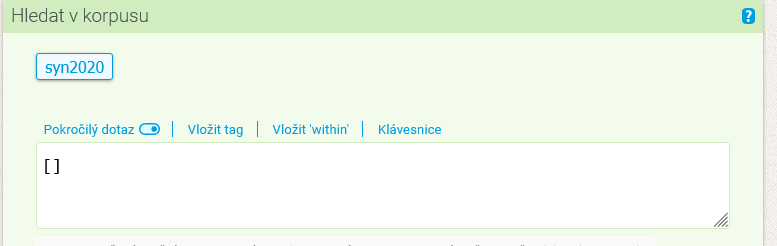 Hledat v korpusu ?
syn2020
Pokročilý dotaz | Vložit tag | Vložit 'within' | Klávesnice
[ ]